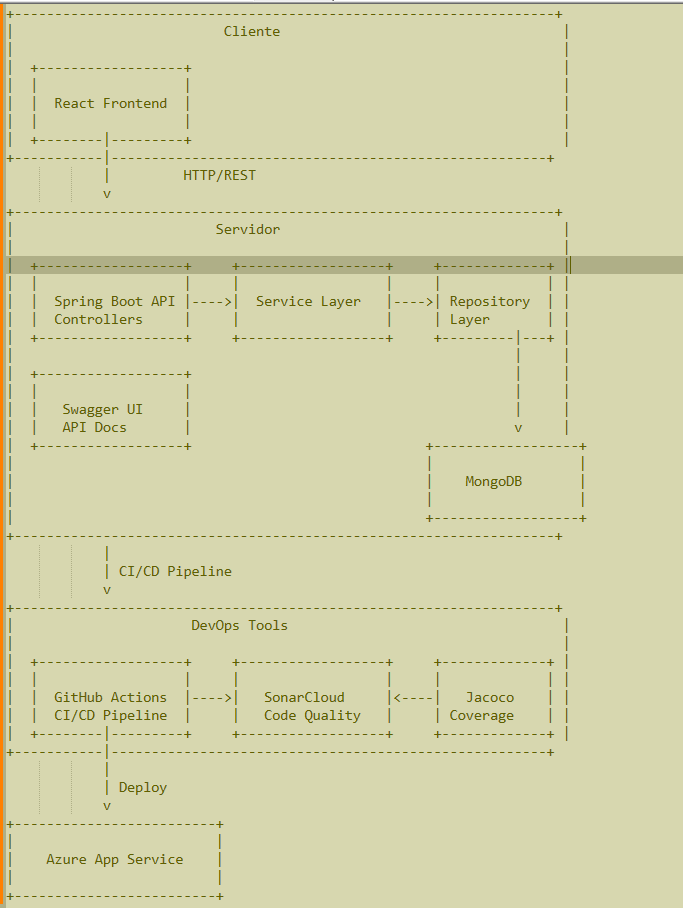 Cliente
React Frontend
HTTP/REST
v
Servidor
Spring Boot API ----> Service Layer ----> Repository
Controllers Layer
Swagger UI
API Docs v
MongoDB
CI/CD Pipeline
v
DevOps Tools
GitHub Actions ----> SonarCloud <---- Jacoco
CI/CD Pipeline Code Quality Coverage
Deploy
v
Azure App Service